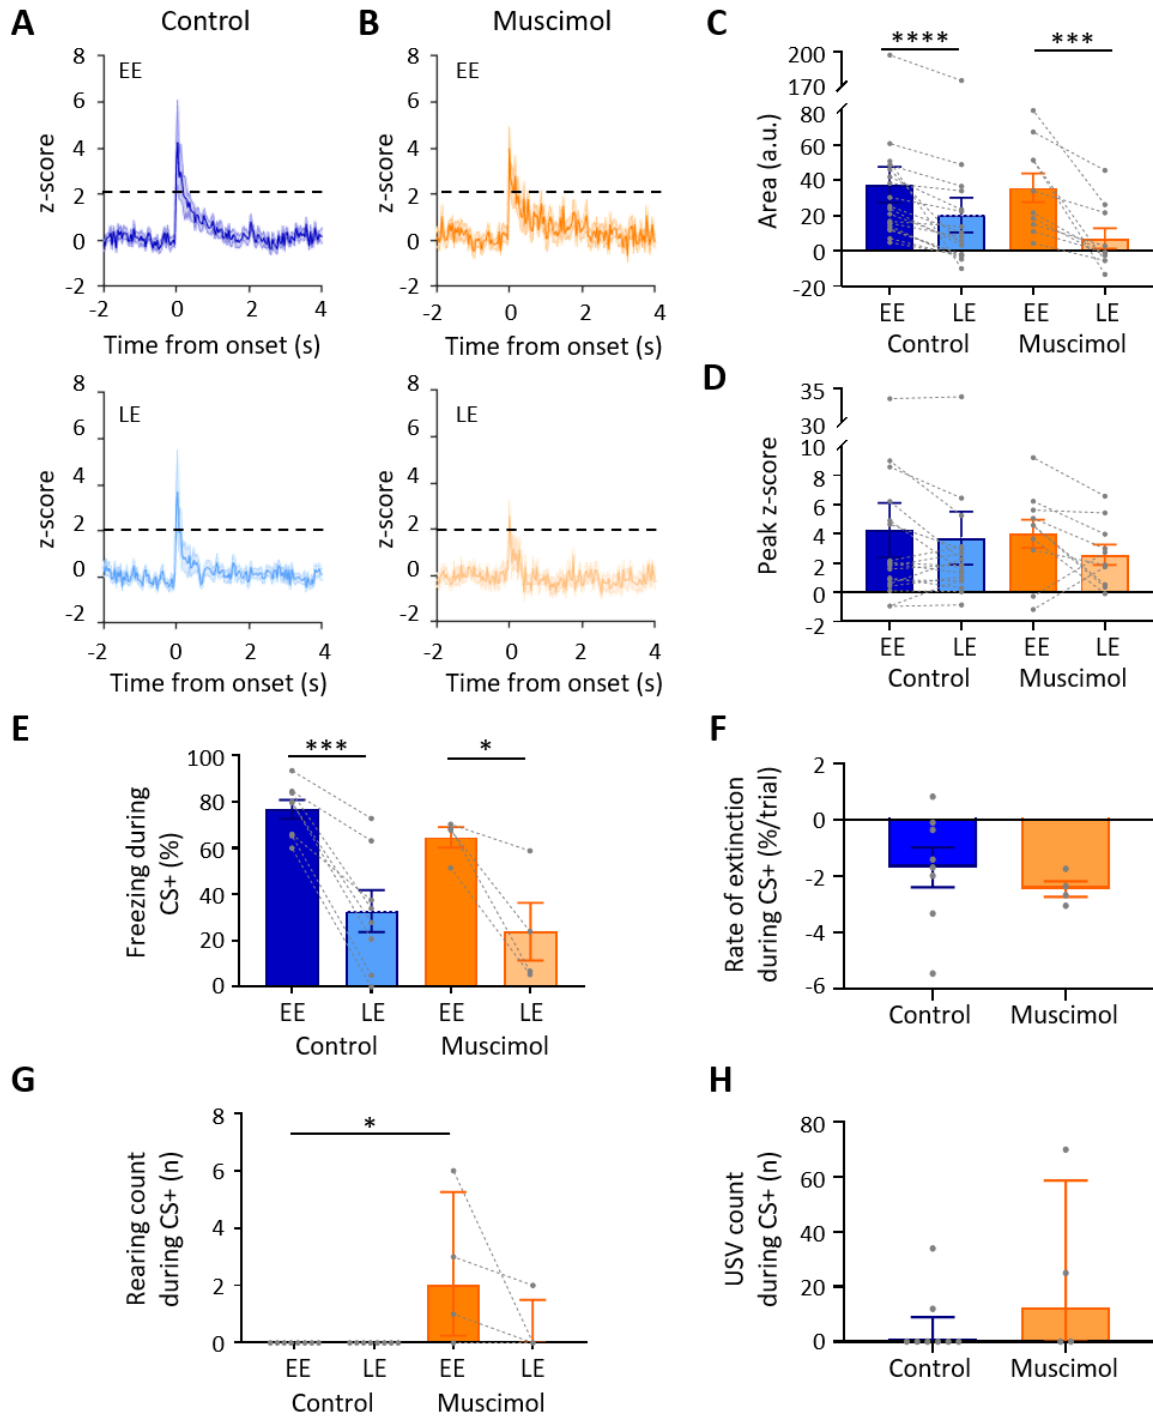 A
Control
B
Muscimol
C
EE
EE
z-score
8
6
4
2
0
-2
-2
0
2
4
Time from onset (s)
z-score
8
6
4
2
0
-2
-2
0
2
4
Time from onset (s)
Area (a.u.)
200
170
80
60
40
20
0
-20
****
***
EE
LE
EE
LE
Control
Muscimol
LE
z-score
8
6
4
2
0
-2
-2
0
2
4
Time from onset (s)
LE
z-score
8
6
4
2
0
-2
-2
0
2
4
Time from onset (s)
D
Peak z-score
35
30
10
8
6
4
2
0
-2
EE
LE
EE
LE
Control
Muscimol
E
Freezing during
CS+ (%)
100
80
60
40
20
0
***
*
EE
LE
EE
LE
Control
Muscimol
F
Rate of extinction
during CS+ (%/trial)
2
0
-2
-4
-6
Control
Muscimol
G
Rearing count
during CS+ (n)
8
6
4
2
0
*
EE
LE
EE
LE
Control
Muscimol
H
USV count
during CS+ (n)
80
60
40
20
0
Control
Muscimol